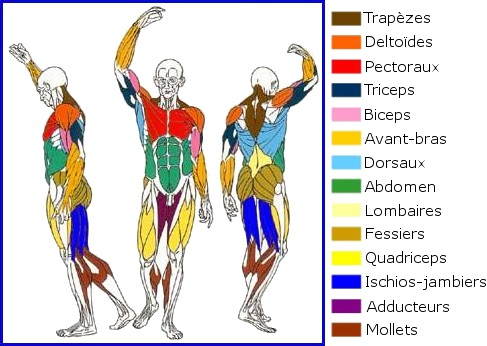 Trapèzes
Deltoïdes
Pectoraux
Triceps
Biceps
Avant-bras
Dorsaux
Abdomen
Lombaires
Fessiers
Quadriceps
Ischios-jambiers
Adducteurs
Mollets